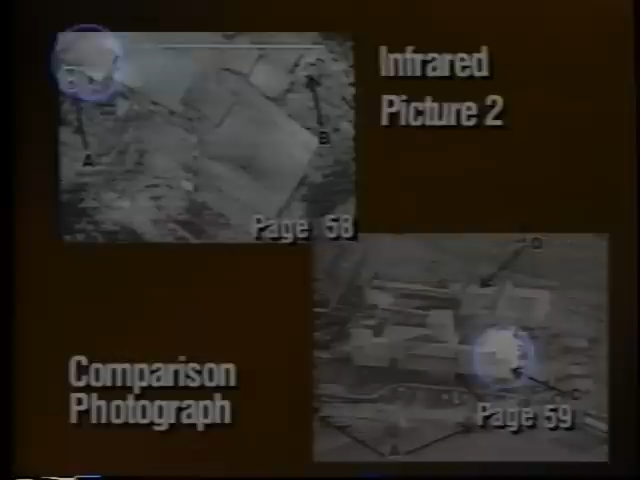 Infrared
Picture 2
A
B
Page 58
D
Comparison
Photograph
C
Page 59
A